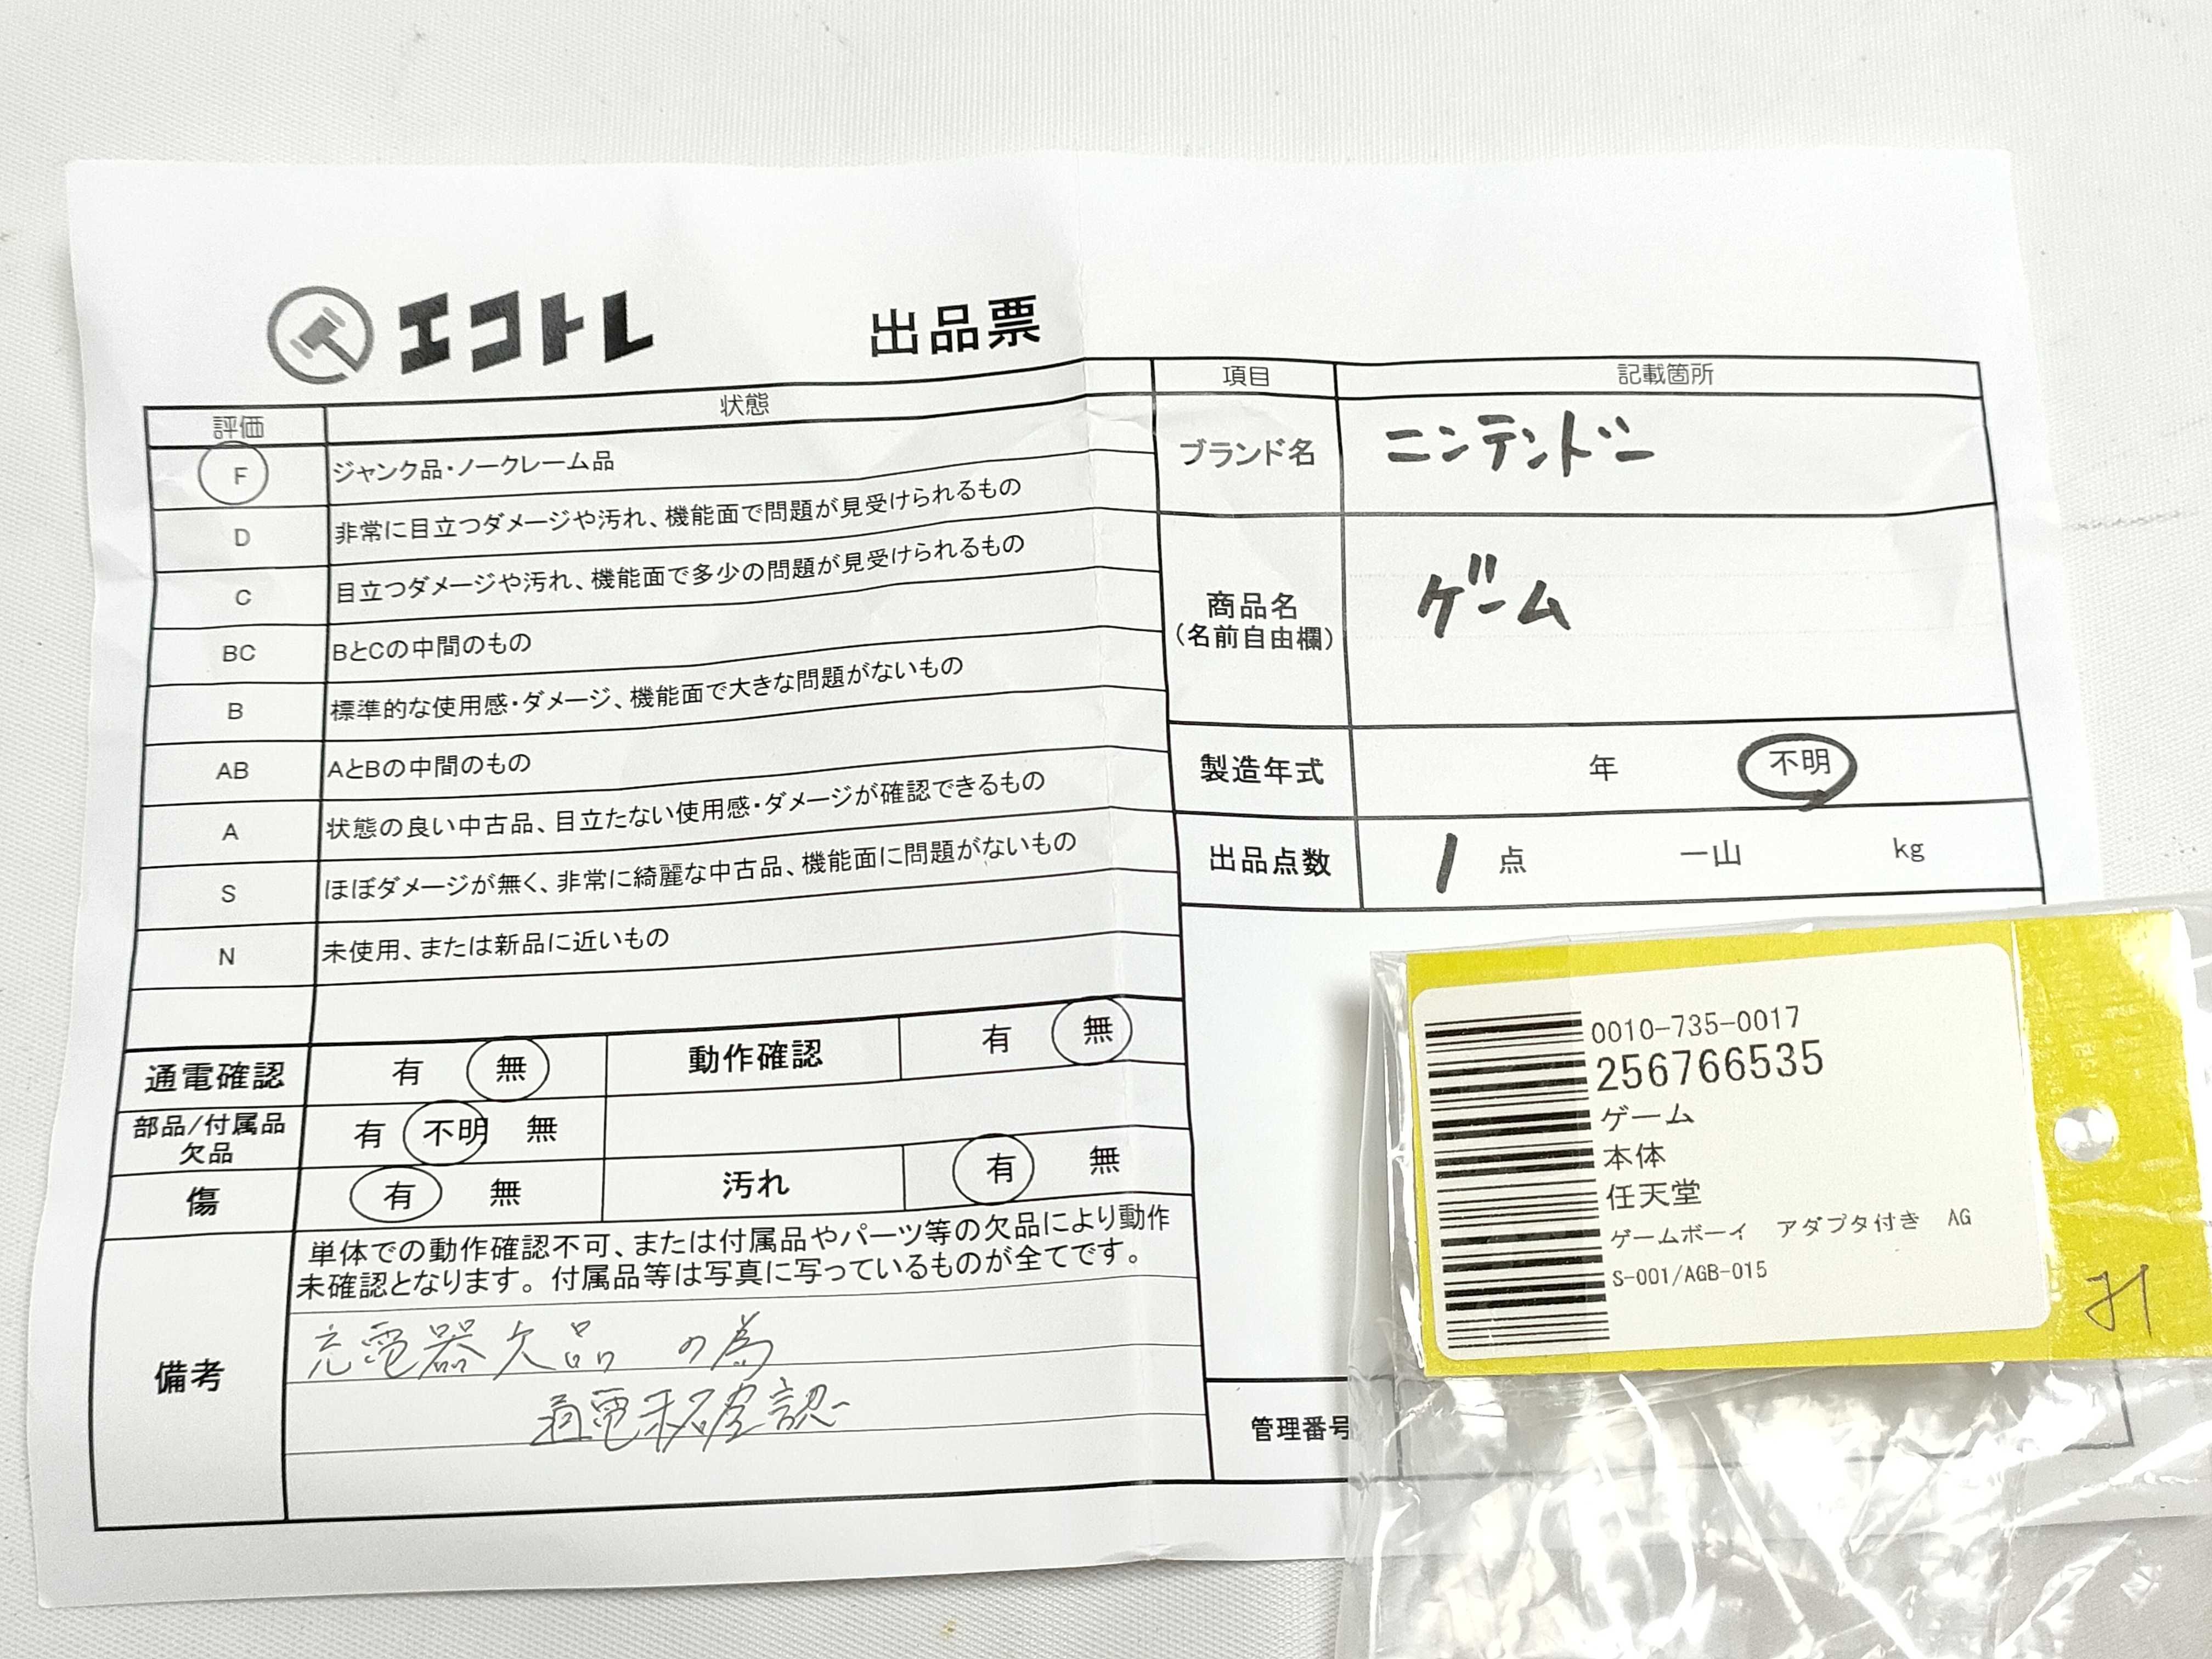 エコトレ 出品票
評価 状態
F ジャンク品・ノークレーム品
D 非常に目立つダメージや汚れ、機能面で問題が見受けられるもの
C 目立つダメージや汚れ、機能面で多少の問題が見受けられるもの
BC BとCの中間のもの
B 標準的な使用感・ダメージ、機能面で大きな問題がないもの
AB AとBの中間のもの
A 状態の良い中古品、目立たない使用感・ダメージが確認できるもの
S ほぼダメージが無く、非常に綺麗な中古品、機能面に問題がないもの
N 未使用、または新品に近いもの
通電確認 有 無 動作確認 有 無
部品/付属品
欠品 有 不明 無
傷 有 無 汚れ 有 無
備考
単体での動作確認不可、または付属品やパーツ等の欠品により動作
未確認となります。付属品等は写真に写っているものが全てです。
充電器欠品の為
通電未確認
項目 記載箇所
ブランド名 ニンテンドー
商品名
(名前自由欄) ゲーム
製造年式 年 不明
出品点数 1 点 一山 kg
管理番号
0010-735-0017
256766535
ゲーム
本体
任天堂
ゲームボーイ アダプタ付き AG
S-001/AGB-015